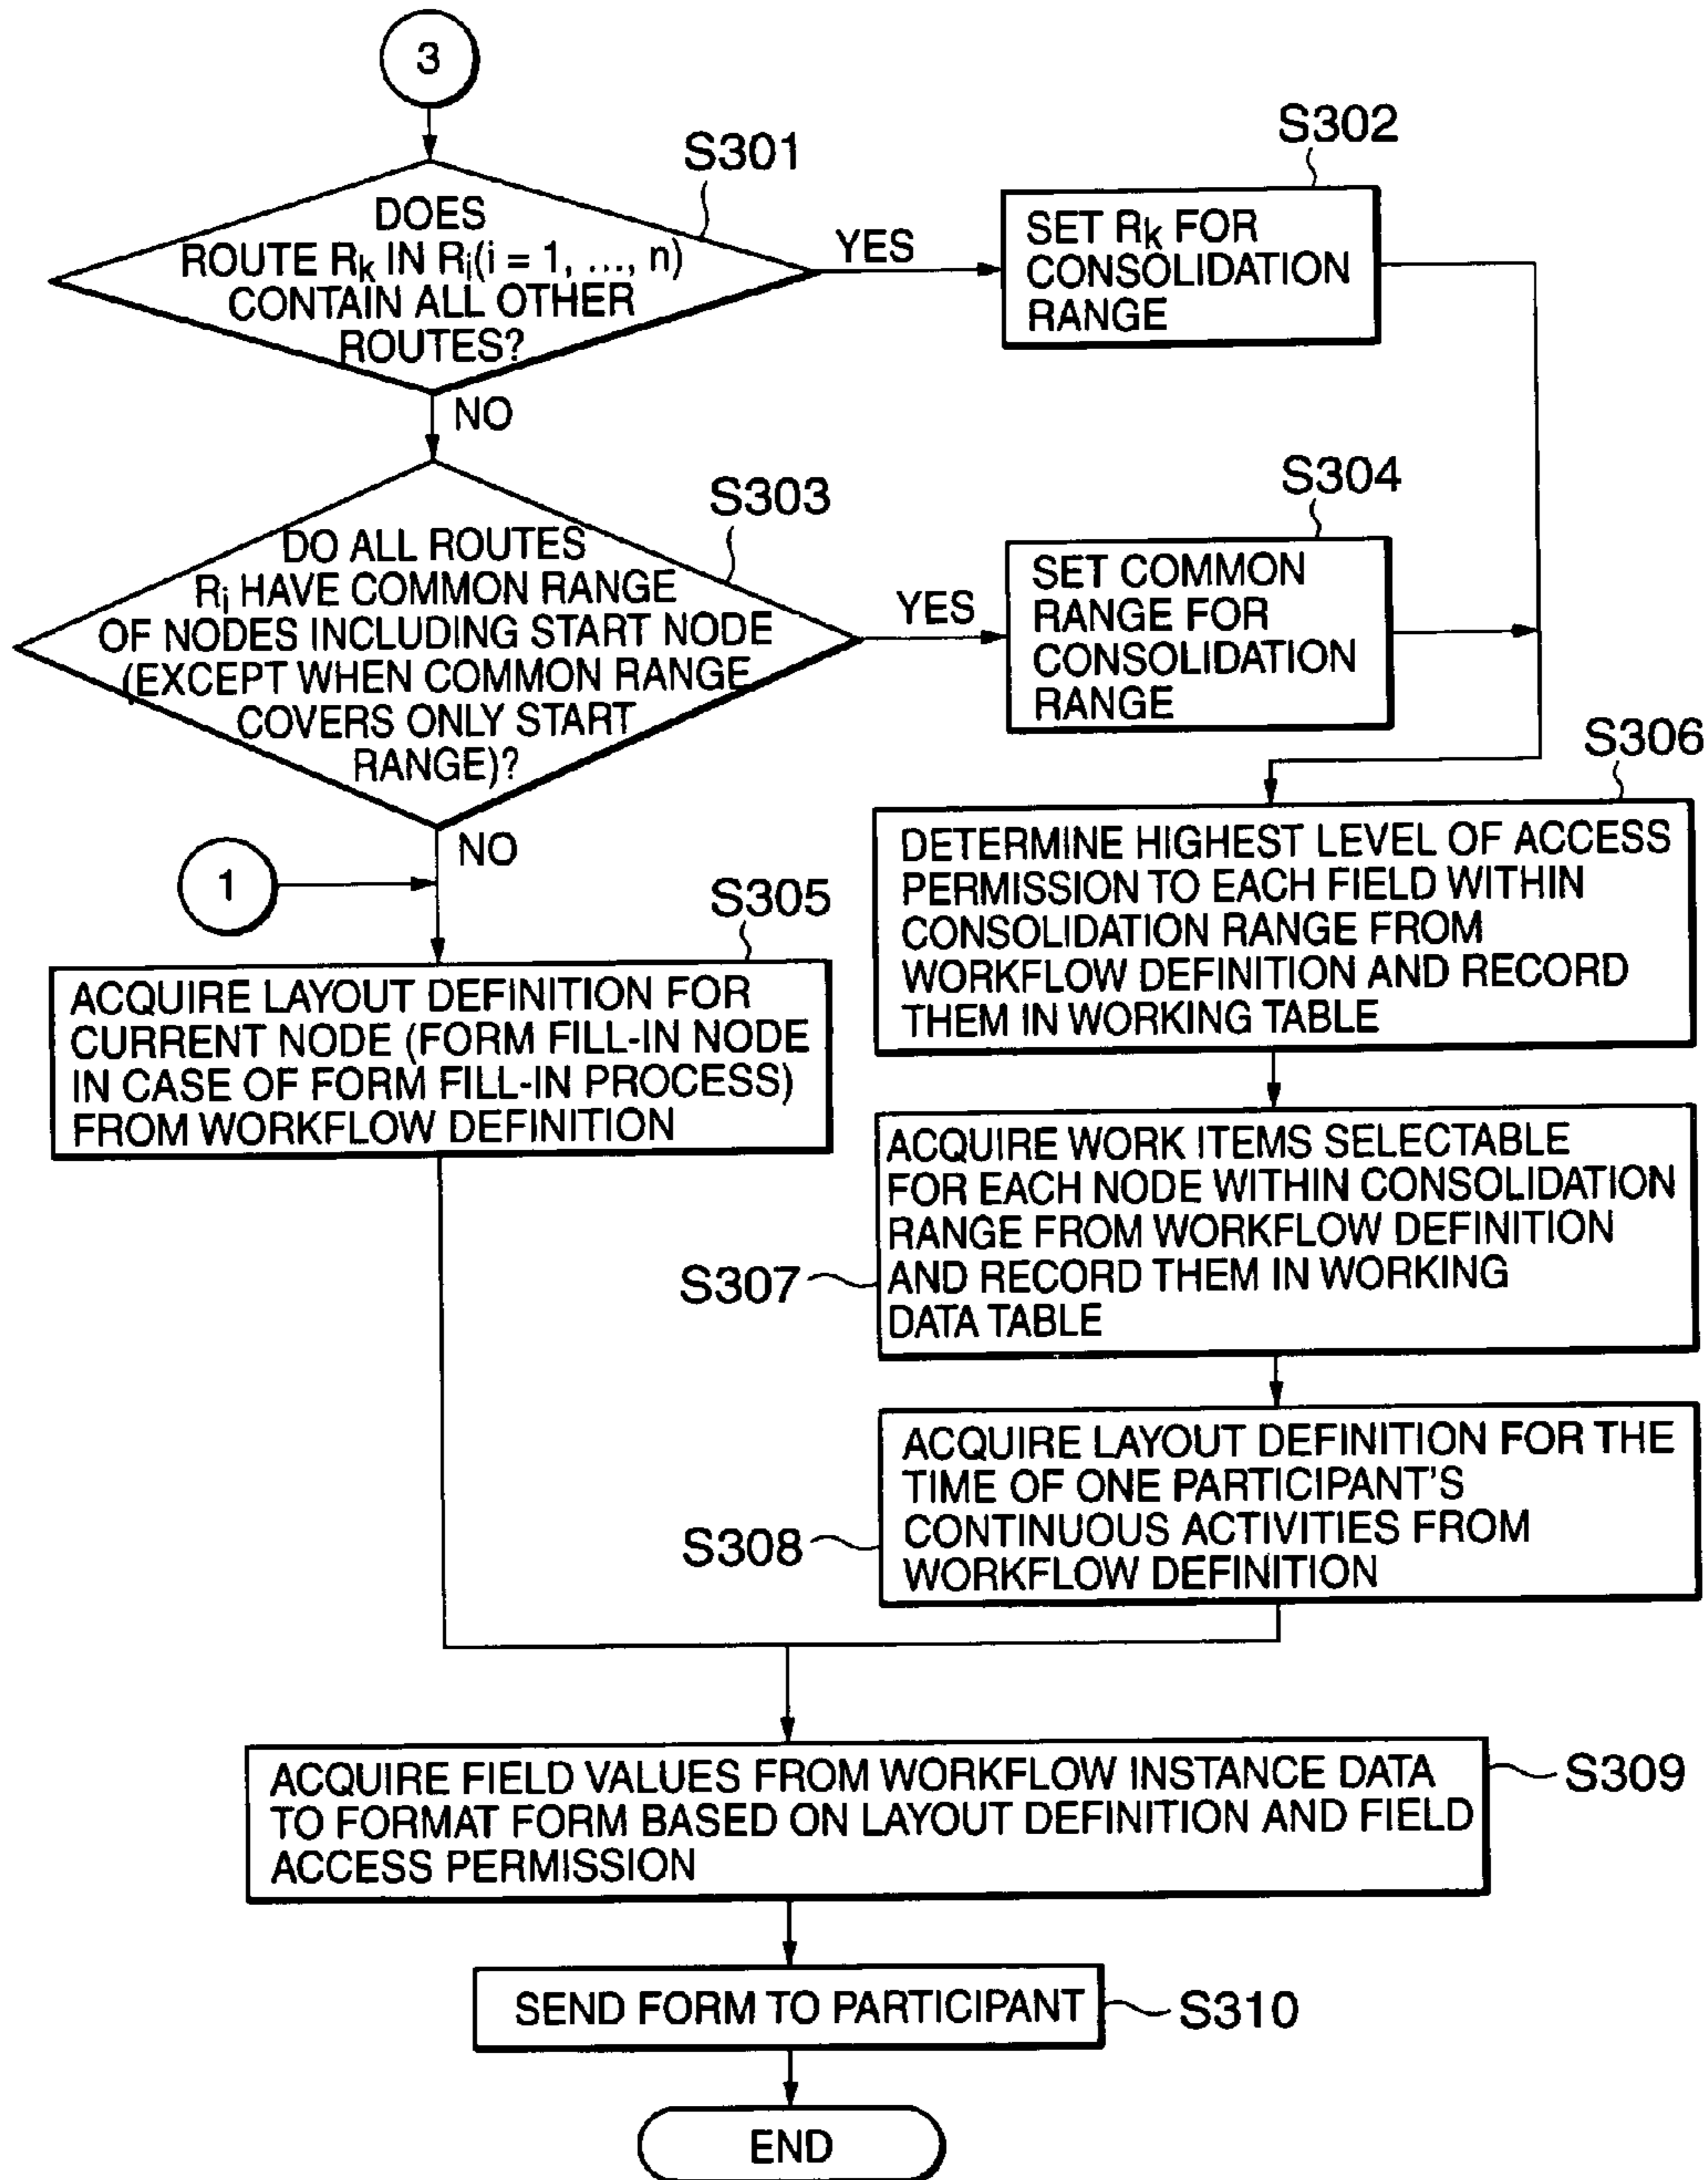 3
S301
DOES
ROUTE Rk IN Ri(i = 1, ..., n)
CONTAIN ALL OTHER
ROUTES?
YES
NO
S302
SET Rk FOR
CONSOLIDATION
RANGE
S303
DO ALL ROUTES
Ri HAVE COMMON RANGE
OF NODES INCLUDING START NODE
(EXCEPT WHEN COMMON RANGE
COVERS ONLY START
RANGE)?
YES
NO
S304
SET COMMON
RANGE FOR
CONSOLIDATION
RANGE
1
S305
ACQUIRE LAYOUT DEFINITION FOR
CURRENT NODE (FORM FILL-IN NODE
IN CASE OF FORM FILL-IN PROCESS)
FROM WORKFLOW DEFINITION
S306
DETERMINE HIGHEST LEVEL OF ACCESS
PERMISSION TO EACH FIELD WITHIN
CONSOLIDATION RANGE FROM
WORKFLOW DEFINITION AND RECORD
THEM IN WORKING TABLE
S307
ACQUIRE WORK ITEMS SELECTABLE
FOR EACH NODE WITHIN CONSOLIDATION
RANGE FROM WORKFLOW DEFINITION
AND RECORD THEM IN WORKING
DATA TABLE
S308
ACQUIRE LAYOUT DEFINITION FOR THE
TIME OF ONE PARTICIPANT'S
CONTINUOUS ACTIVITIES FROM
WORKFLOW DEFINITION
ACQUIRE FIELD VALUES FROM WORKFLOW INSTANCE DATA
TO FORMAT FORM BASED ON LAYOUT DEFINITION AND FIELD
ACCESS PERMISSION
S309
SEND FORM TO PARTICIPANT
S310
END